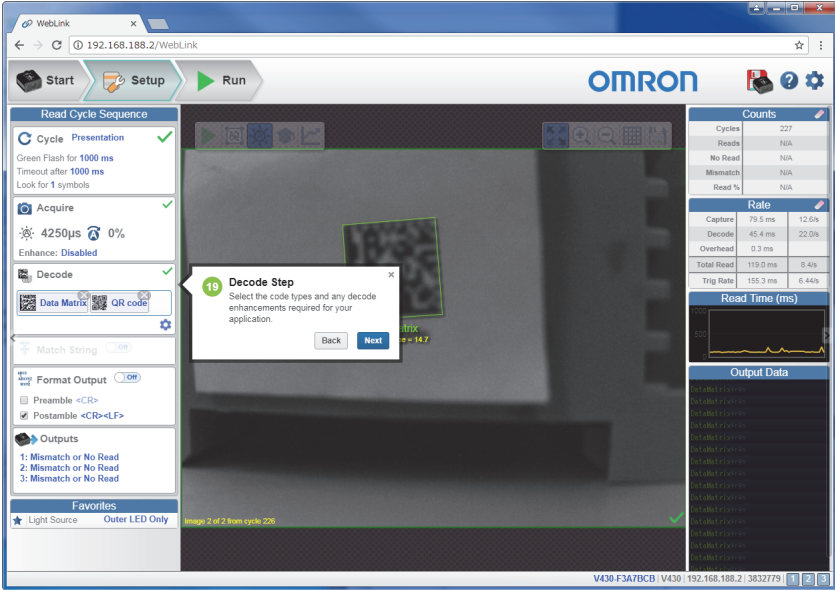 WebLink
192.168.188.2/WebLink
Start
Setup
Run
OMRON
Read Cycle Sequence
Cycle Presentation
Green Flash for 1000 ms
Timeout after 1000 ms
Look for 1 symbols
Acquire
4250µs 0%
Enhance: Disabled
Decode
Data Matrix QR code
Match String Off
Format Output Off
Preamble <CR>
Postamble <CR><LF>
Outputs
1: Mismatch or No Read
2: Mismatch or No Read
3: Mismatch or No Read
Favorites
Light Source Outer LED Only
19 Decode Step
Select the code types and any decode
enhancements required for your
application.
Back Next
= 14.7
Image 2 of 2 from cycle 226
Counts
Cycles 227
Reads N/A
No Read N/A
Mismatch N/A
Read % N/A
Rate
Capture 79.5 ms 12.6/s
Decode 45.4 ms 22.0/s
Overhead 0.3 ms
Total Read 119.0 ms 8.4/s
Trig Rate 155.3 ms 6.44/s
Read Time (ms)
1000
500
0
Output Data
V430-F3A7BCB V430 192.168.188.2 3832779 1 2 3